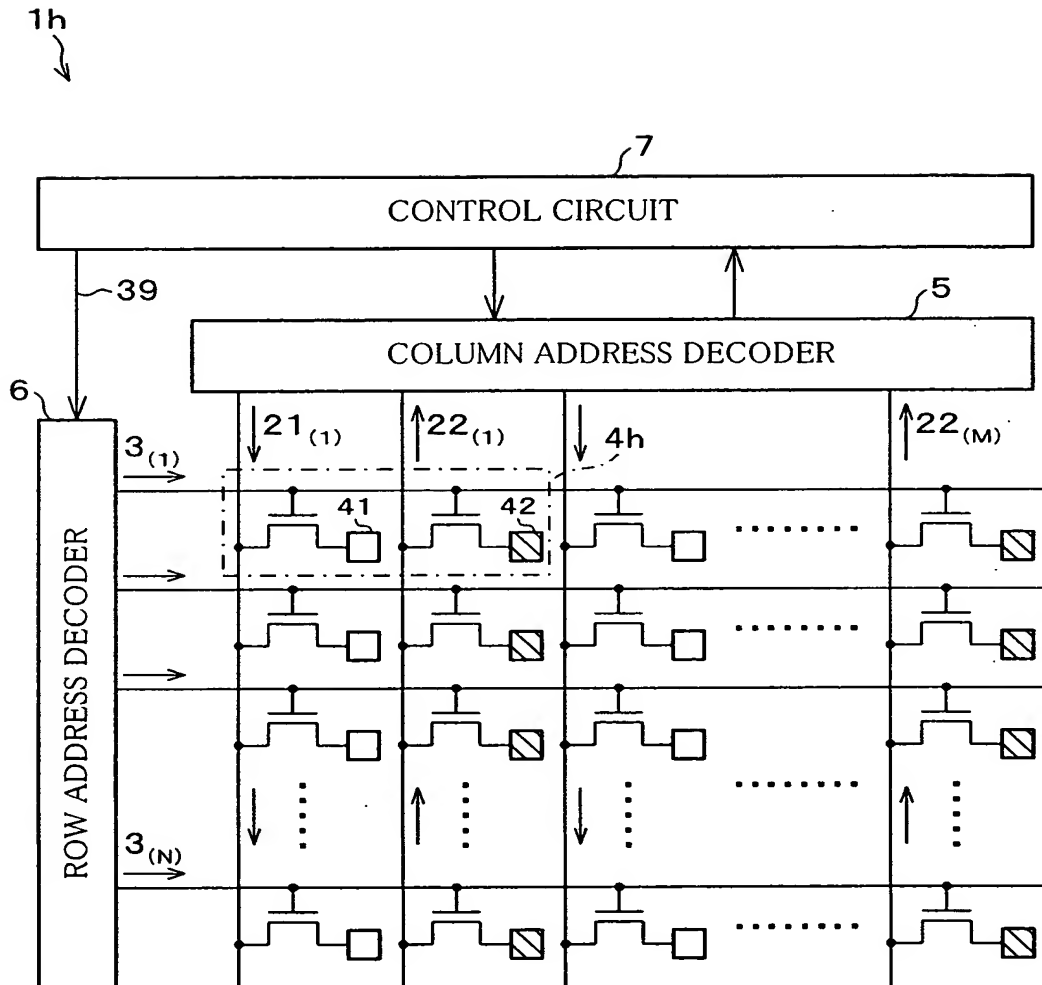 1h
7
CONTROL CIRCUIT
39
5
COLUMN ADDRESS DECODER
6
21(1)
22(1)
4h
22(M)
3(1)
41
42
ROW ADDRESS DECODER
3(N)